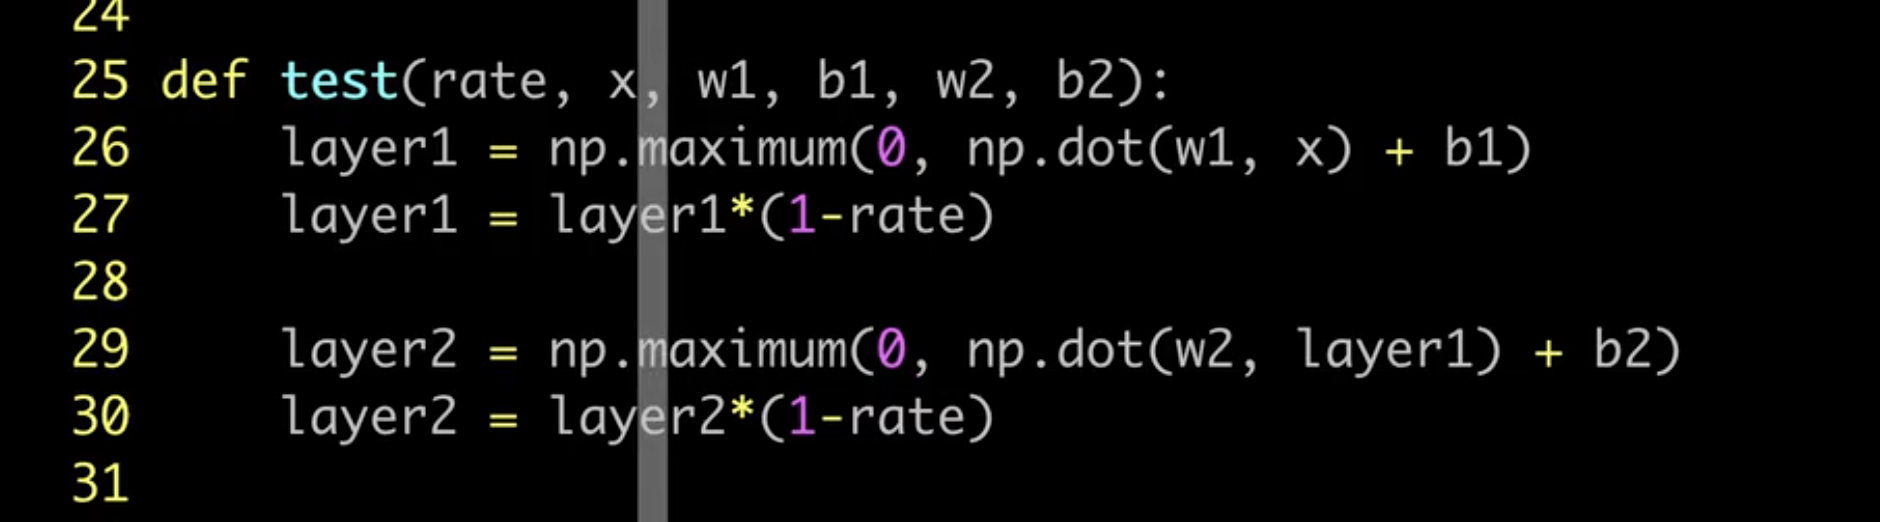 24
25 def test(rate, x, w1, b1, w2, b2):
26     layer1 = np.maximum(0, np.dot(w1, x) + b1)
27     layer1 = layer1*(1-rate)
28
29     layer2 = np.maximum(0, np.dot(w2, layer1) + b2)
30     layer2 = layer2*(1-rate)
31